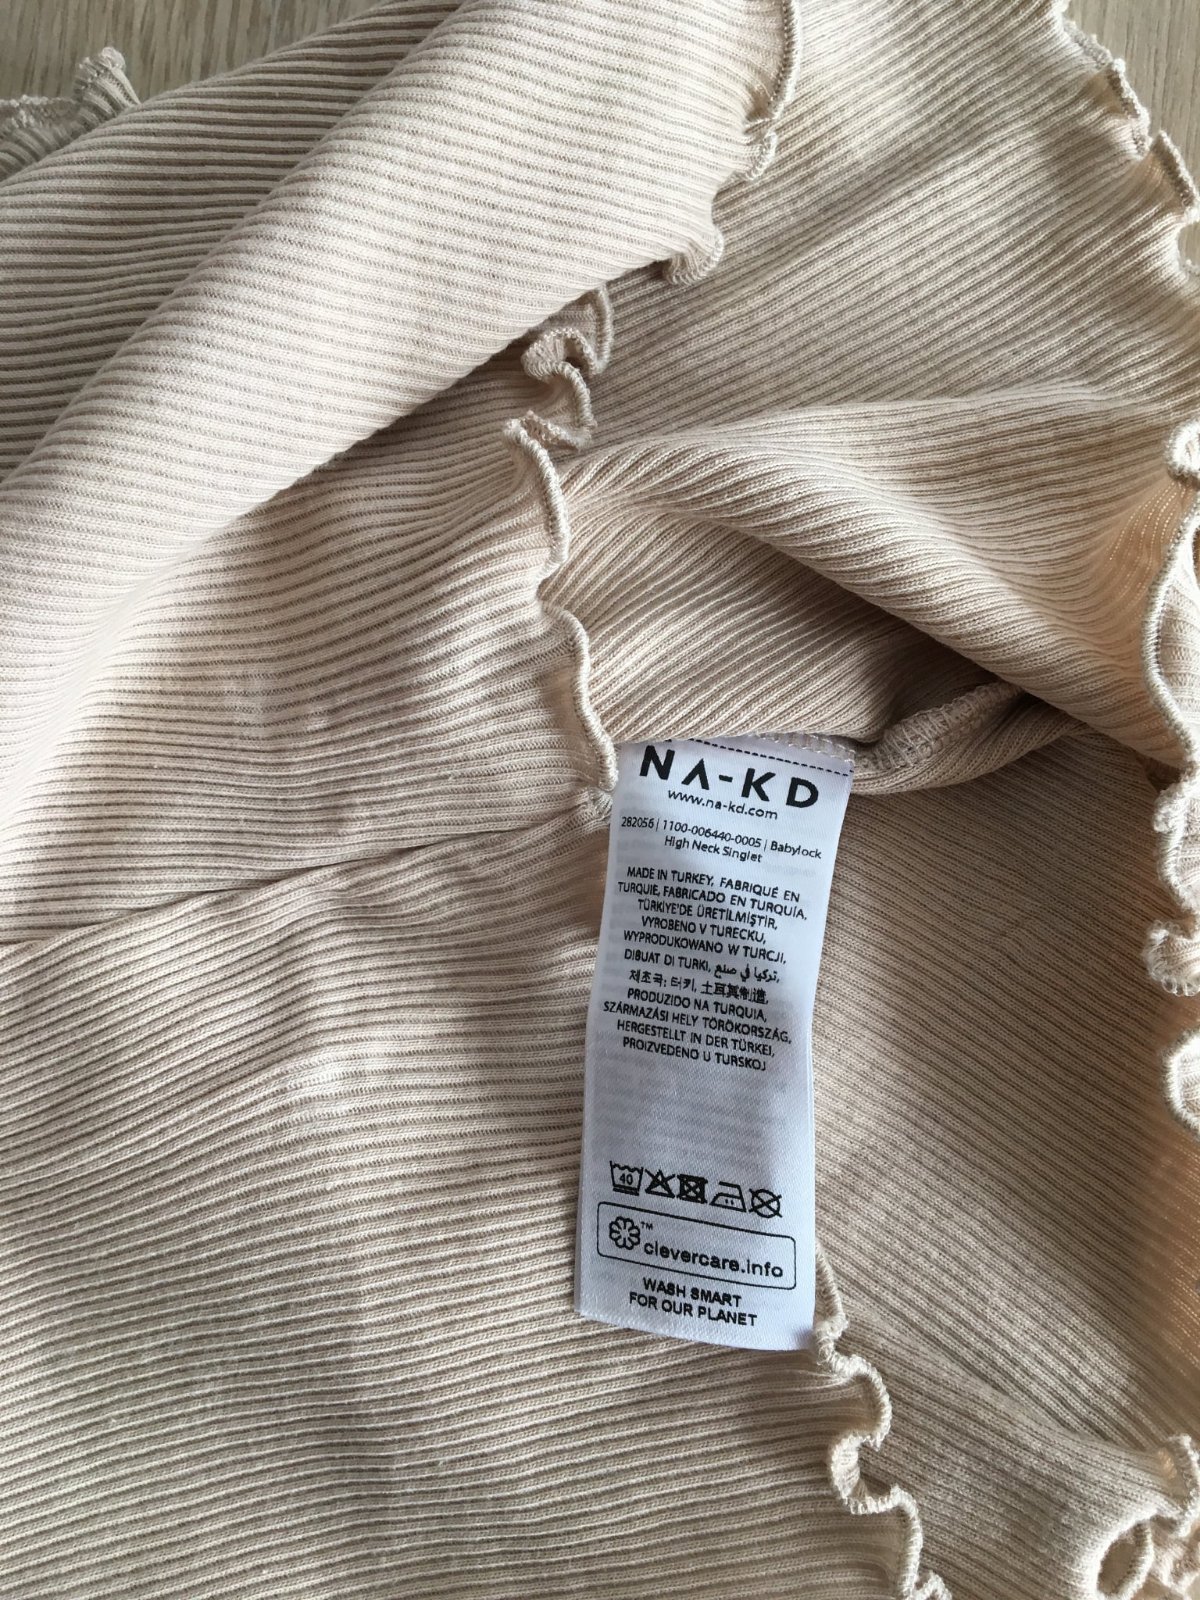 NA-KD
www.na-kd.com
282056 | 1100-006440-0005 | Babylock
High Neck Singlet
MADE IN TURKEY, FABRIQUÉ EN
TURQUIE, FABRICADO EN TURQUÍA,
TÜRKİYE'DE ÜRETİLMİŞTİR,
VYROBENO V TURECKU,
WYPRODUKOWANO W TURCJI,
DIBUAT DI TURKI, تركيا في صنع,
체조국: 터키, 土耳其制造,
PRODUZIDO NA TURQUIA,
SZÁRMAZÁSI HELY TÖRÖKORSZÁG,
HERGESTELLT IN DER TÜRKEI,
PROIZVEDENO U TURSKOJ
40
™
clevercare.info
WASH SMART
FOR OUR PLANET